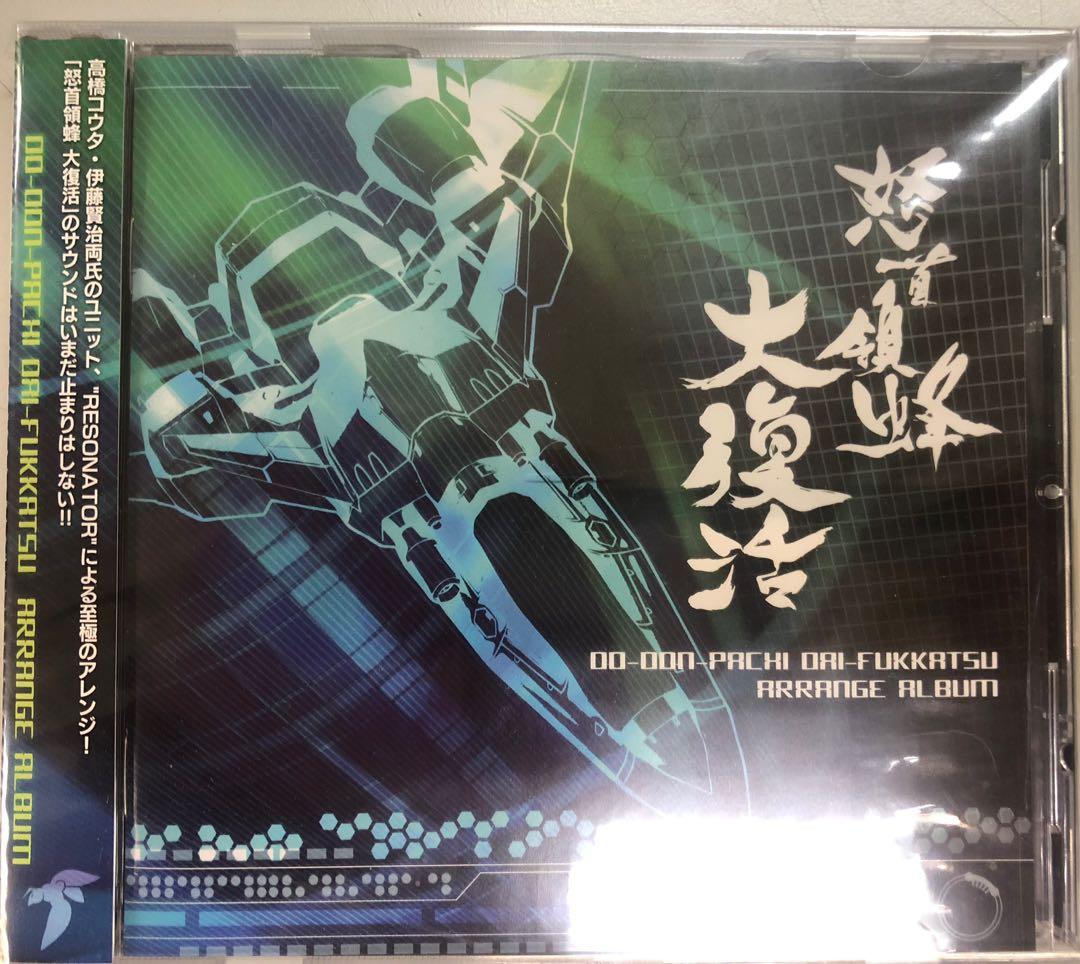 高橋コウタ・伊藤賢治両氏のユニット、"RESONATOR"による至極のアレンジ！
「怒首領蜂 大復活」のサウンドはいまだ止まりはしない!!
DO-DON-PACHI DAI-FUKKATSU ARRANGE ALBUM
怒首領蜂
大復活
DO-DON-PACHI DAI-FUKKATSU
ARRANGE ALBUM